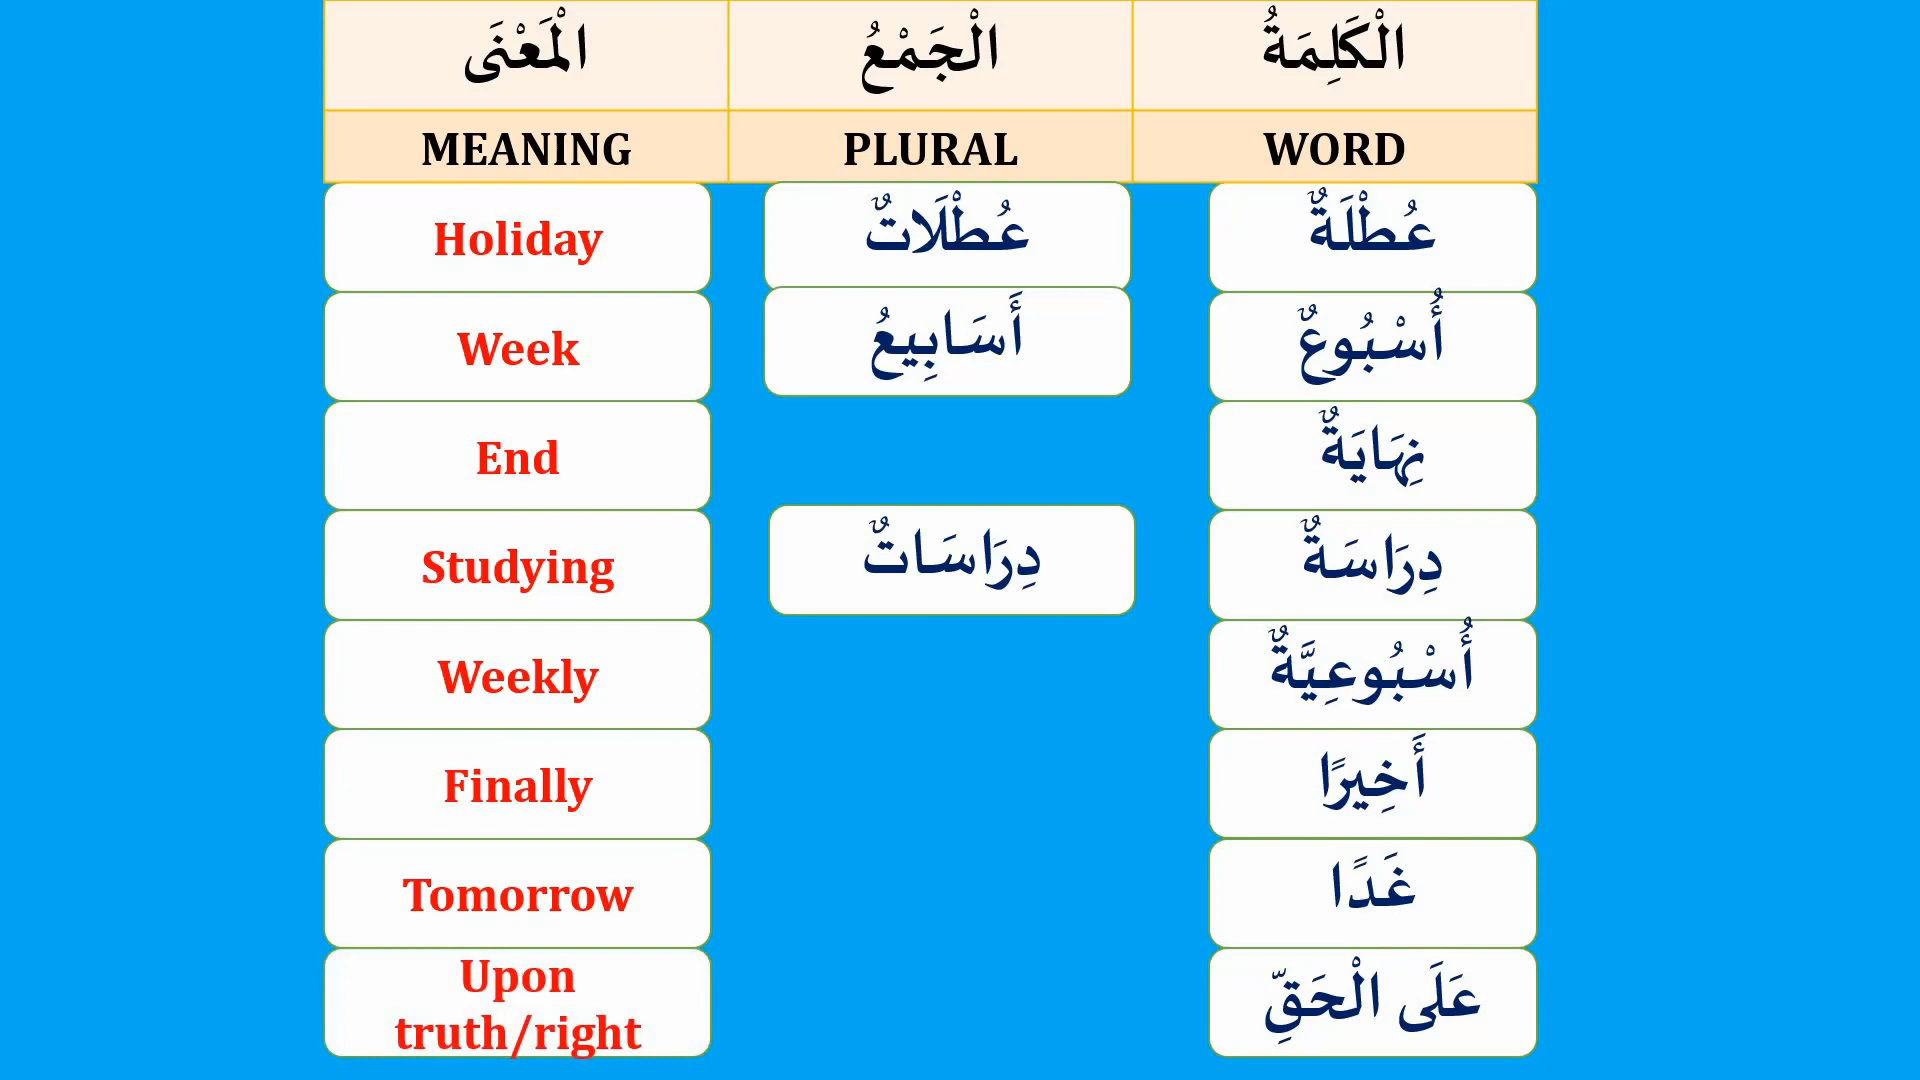 الْكَلِمَةُ الْجَمْعُ الْمَعْنَى
WORD PLURAL MEANING
عُطْلَةٌ عُطْلَاتٌ Holiday
أُسْبُوعٌ أَسَابِيعُ Week
نِهَايَةٌ End
دِرَاسَةٌ دِرَاسَاتٌ Studying
أُسْبُوعِيَّةٌ Weekly
أَخِيرًا Finally
غَدًا Tomorrow
عَلَى الْحَقِّ Upon
truth/right